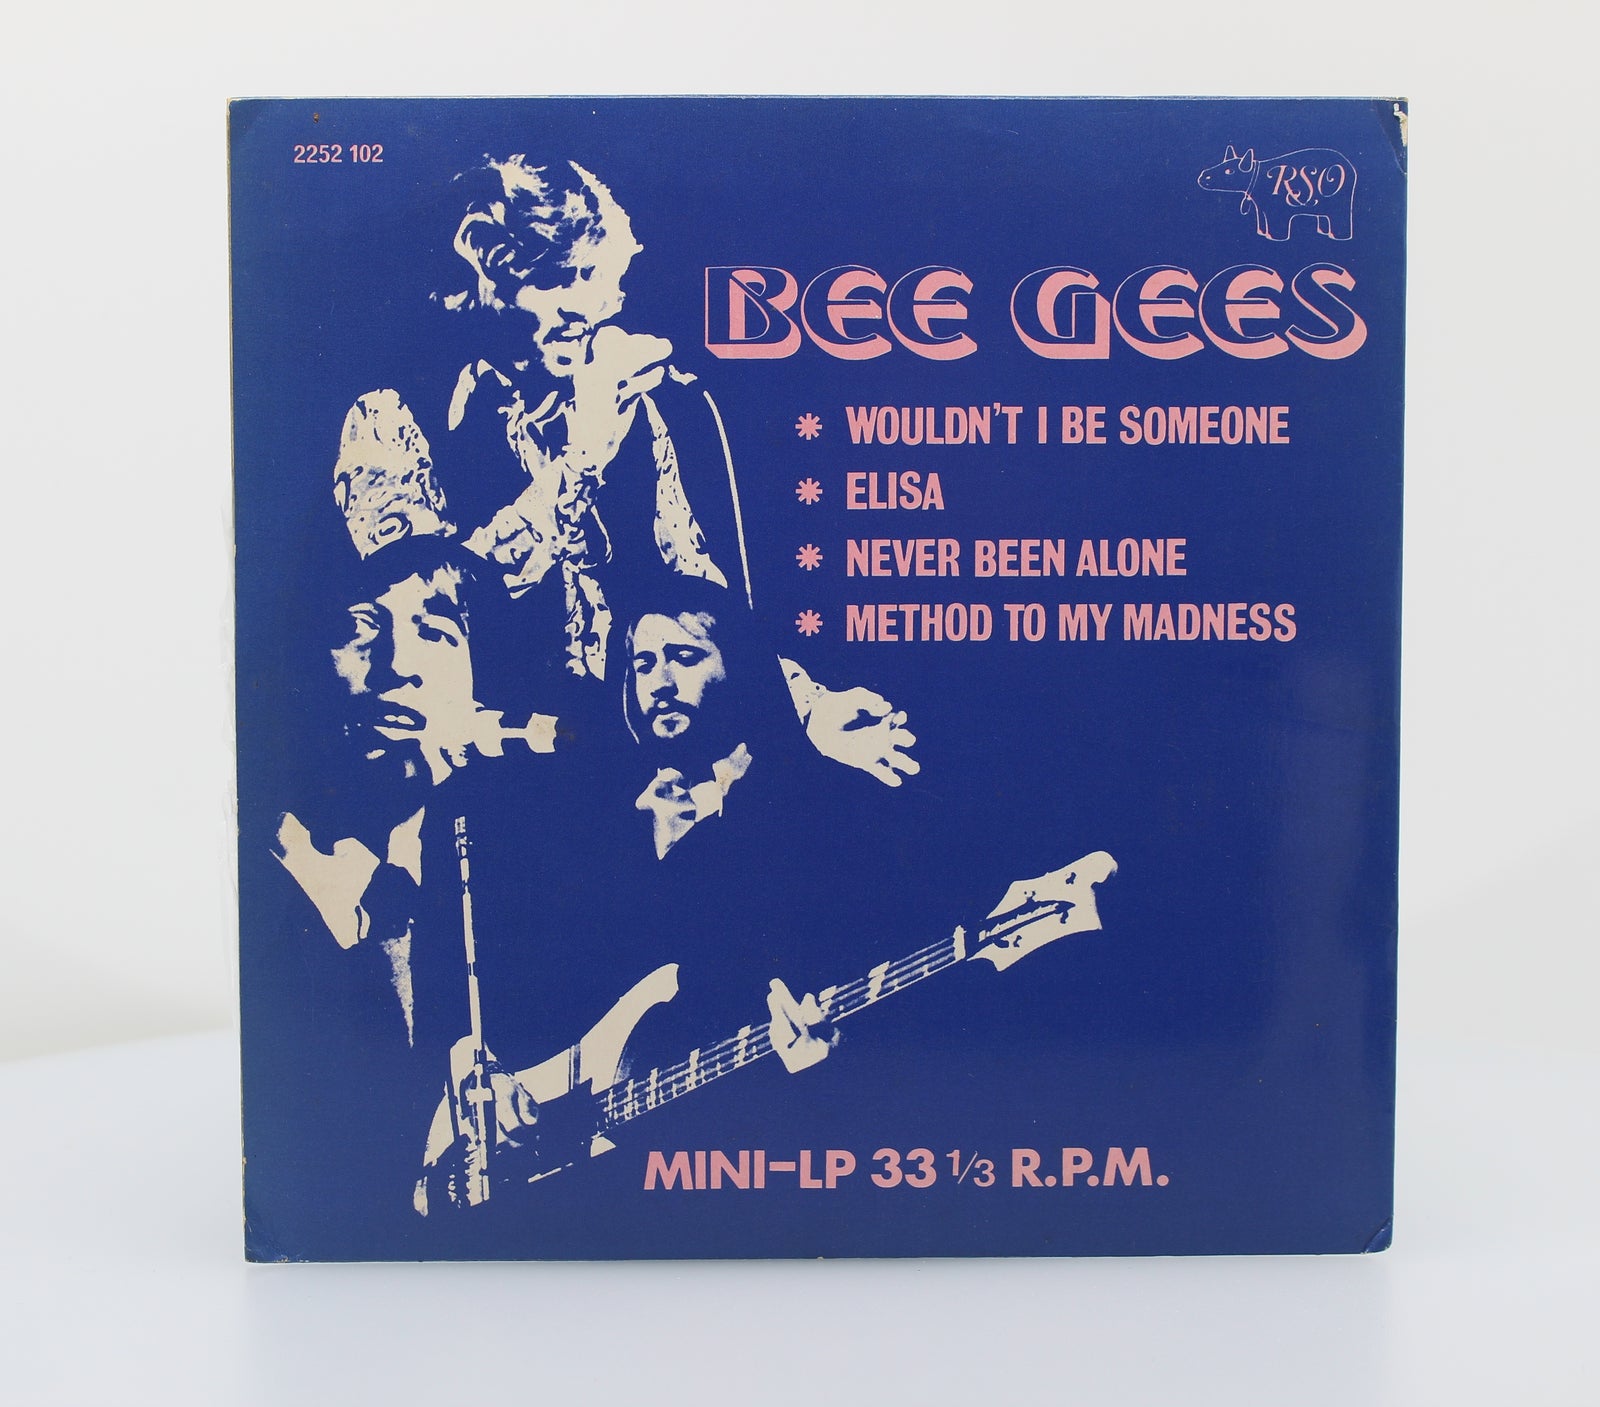 2252 102
RSO
BEE GEES
* WOULDN'T I BE SOMEONE
* ELISA
* NEVER BEEN ALONE
* METHOD TO MY MADNESS
MINI-LP 33 1/3 R.P.M.